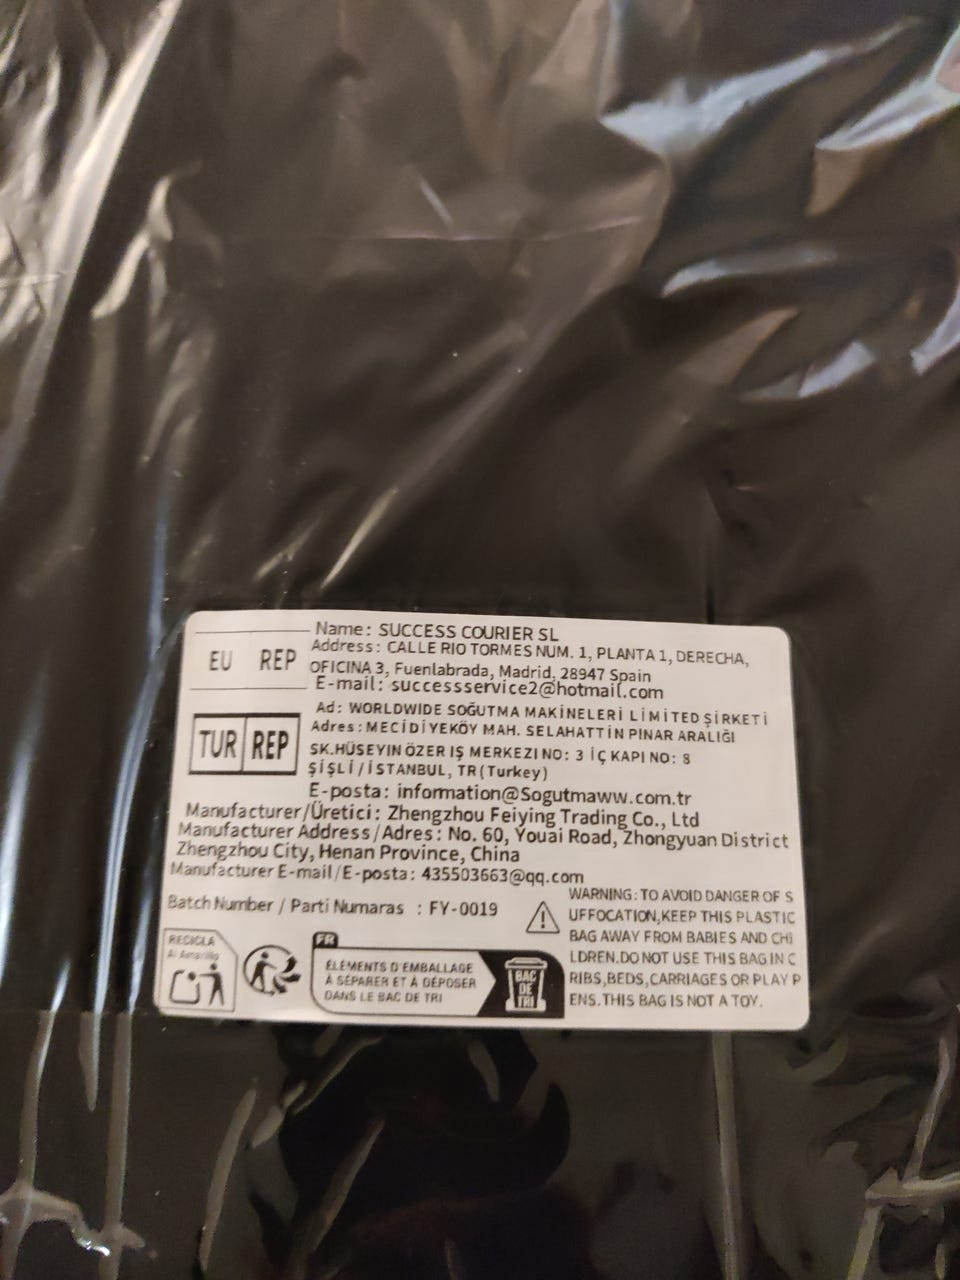 EU REP
Name: SUCCESS COURIER SL
Address: CALLE RIO TORMES NUM. 1, PLANTA 1, DERECHA,
OFICINA 3, Fuenlabrada, Madrid, 28947 Spain
E-mail: successservice2@hotmail.com
TUR REP
Ad: WORLDWIDE SOĞUTMA MAKİNELERİ LİMİTED ŞİRKETİ
Adres: MECİDİYEKÖY MAH. SELAHATTİN PINAR ARALIĞI
SK.HÜSEYIN ÖZER IŞ MERKEZI NO: 3 İÇ KAPI NO: 8
ŞİŞLİ/İSTANBUL, TR(Turkey)
E-posta: information@Sogutmaww.com.tr
Manufacturer/Üretici: Zhengzhou Feiying Trading Co., Ltd
Manufacturer Address/Adres: No. 60, Youai Road, Zhongyuan District
Zhengzhou City, Henan Province, China
Manufacturer E-mail/E-posta: 435503663@qq.com
Batch Number / Parti Numaras : FY-0019
WARNING: TO AVOID DANGER OF S
UFFOCATION,KEEP THIS PLASTIC
BAG AWAY FROM BABIES AND CHI
LDREN.DO NOT USE THIS BAG IN C
RIBS,BEDS,CARRIAGES OR PLAY P
ENS.THIS BAG IS NOT A TOY.
RECICLA
Al Amarillo
FR
ÉLÉMENTS D'EMBALLAGE
À SÉPARER ET À DÉPOSER
DANS LE BAC DE TRI
BAC
DE
TRI